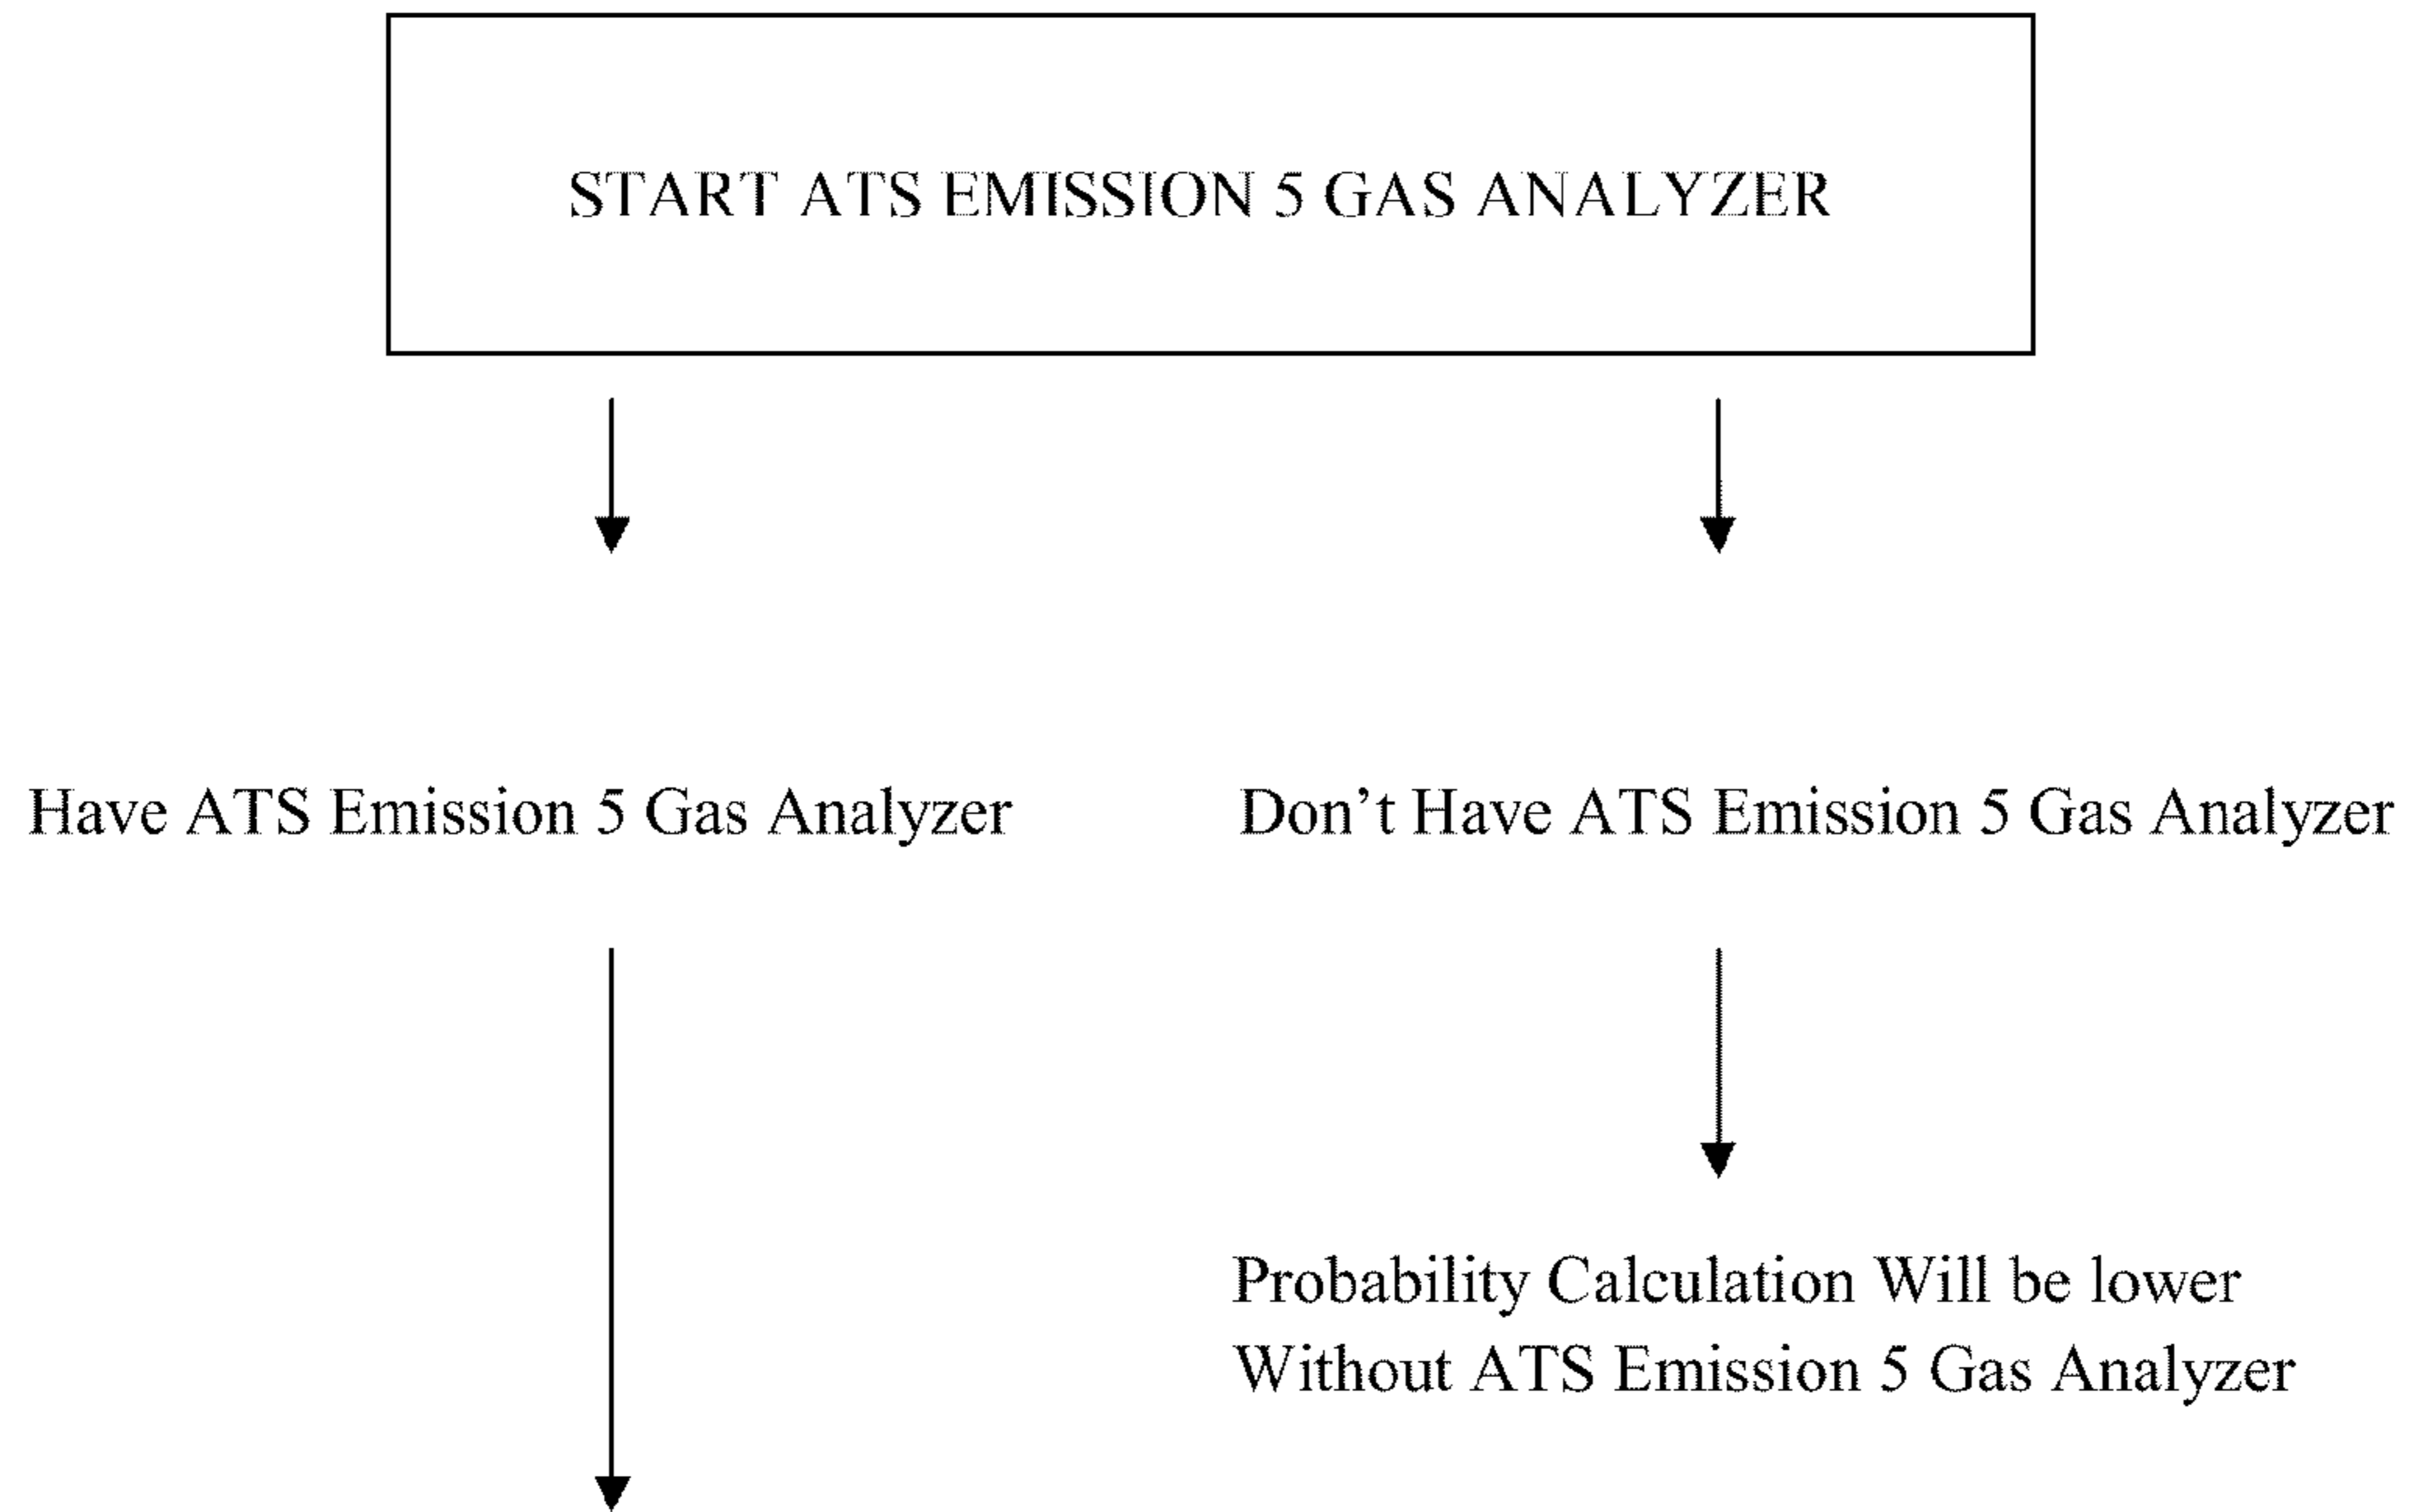 START ATS EMISSION 5 GAS ANALYZER
Have ATS Emission 5 Gas Analyzer
Don't Have ATS Emission 5 Gas Analyzer
Probability Calculation Will be lower
Without ATS Emission 5 Gas Analyzer